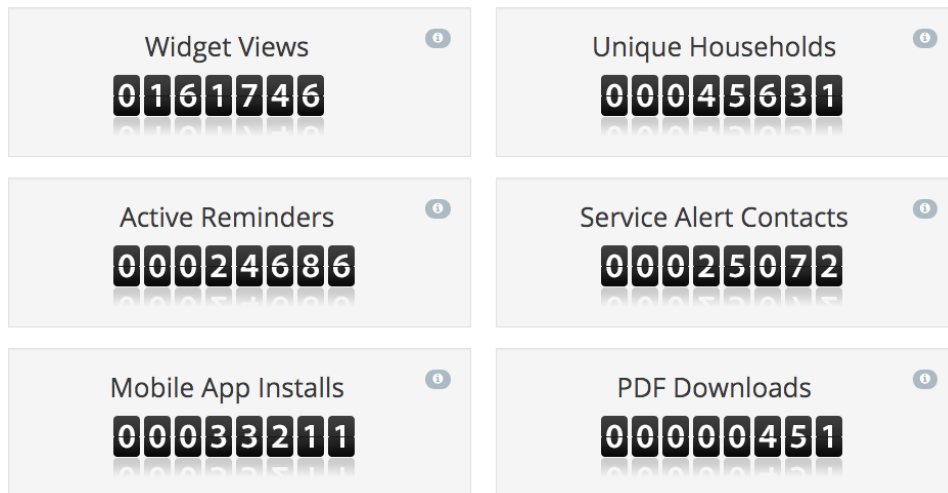 Widget Views
0161746
Unique Households
00045631
Active Reminders
00024686
Service Alert Contacts
00025072
Mobile App Installs
00033211
PDF Downloads
00000451